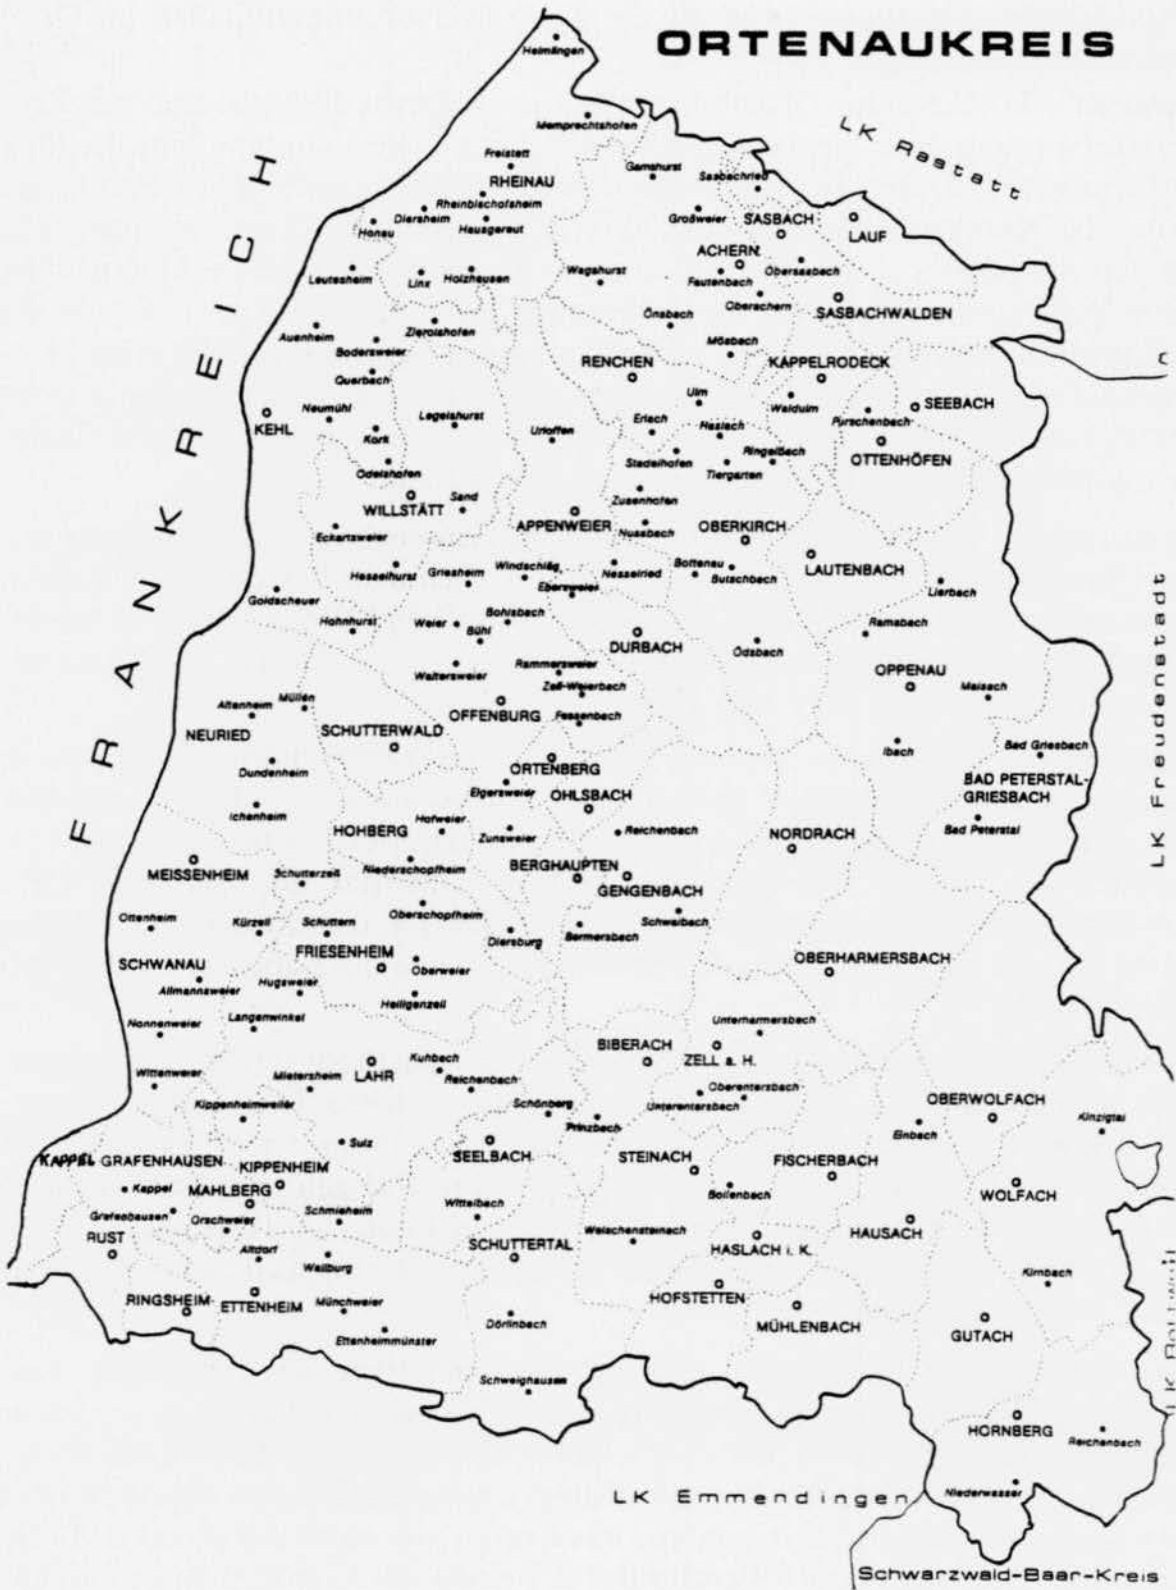 ORTENAUKREIS
Helmlingen
Memprechtshofen
LK Rastatt
Freistett
Gamshurst
Sasbachried
RHEINAU
Rheinbischofsheim
Diersheim
Hausgereut
Honau
Großweier
SASBACH
LAUF
ACHERN
Leutesheim
Linx
Holzhausen
Wagshurst
Fautenbach
Obersasbach
Oberachern
SASBACHWALDEN
Auenheim
Zierolshofen
Önsbach
Bodersweier
Mösbach
Querbach
RENCHEN
KAPPELRODECK
FRANKREICH
Neumühl
KEHL
Legelshurst
Ulm
Waldulm
SEEBACH
Kork
Urloffen
Erlach
Haslach
Furschenbach
Odelshofen
Stadelhofen
Tiergarten
Ringelbach
OTTENHÖFEN
WILLSTÄTT
Sand
Zusenhofen
Eckartsweier
APPENWEIER
Nussbach
OBERKIRCH
Hesselhurst
Griesheim
Windschläg
Ebersweier
Nesselried
Bottenau
Butschbach
LAUTENBACH
Lierbach
Goldscheuer
Hohnhurst
Weier
Bohlsbach
Bühl
DURBACH
Ödsbach
Ramsbach
Waltersweier
Rammersweier
Zell-Weierbach
OPPENAU
Maisach
LK Freudenstadt
Altenheim
Müllen
OFFENBURG
Fessenbach
NEURIED
SCHUTTERWALD
Ibach
Bad Griesbach
Dundenheim
ORTENBERG
Elgersweier
OHLSBACH
BAD PETERSTAL-
GRIESBACH
Ichenheim
HOHBERG
Hofweier
Zunsweier
Reichenbach
NORDRACH
Bad Peterstal
MEISSENHEIM
Schutterzell
Niederschopfheim
BERGHAUPTEN
GENGENBACH
Ottenheim
Kürzell
Schuttern
Oberschopfheim
Diersburg
Bermersbach
Schwaibach
SCHWANAU
FRIESENHEIM
Oberweier
OBERHARMERSBACH
Allmannsweier
Hugsweier
Heiligenzell
Nonnenweier
Langenwinkel
Unterharmersbach
BIBERACH
ZELL a. H.
Wittenweier
Mietersheim
LAHR
Kuhbach
Reichenbach
Oberentersbach
Unterentersbach
OBERWOLFACH
Kippenheimweiler
Schönberg
Prinzbach
Einbach
Kinzigtal
Sulz
KAPPEL GRAFENHAUSEN
KIPPENHEIM
SEELBACH
STEINACH
FISCHERBACH
Kappel
MAHLBERG
Bollenbach
WOLFACH
Grafenhausen
Orschweier
Schmieheim
Wittelbach
Welschensteinach
HAUSACH
RUST
Altdorf
Wallburg
SCHUTTERTAL
HASLACH i. K.
Kirnbach
RINGSHEIM
ETTENHEIM
Münchweier
HOFSTETTEN
MÜHLENBACH
GUTACH
Ettenheimmünster
Dörlinbach
Schweighausen
HORNBERG
Reichenbach
LK Emmendingen
Niederwasser
Schwarzwald-Baar-Kreis